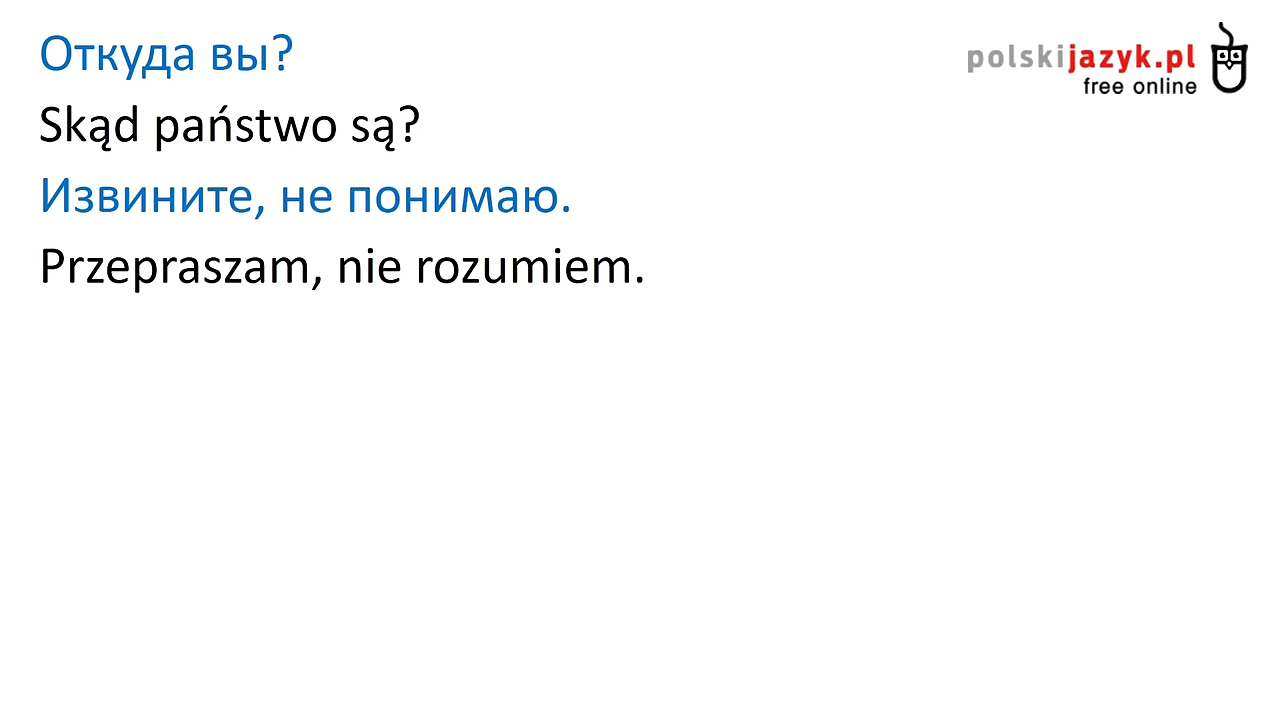 Откуда вы?
Skąd państwo są?
Извините, не понимаю.
Przepraszam, nie rozumiem.
polskijazyk.pl
free online